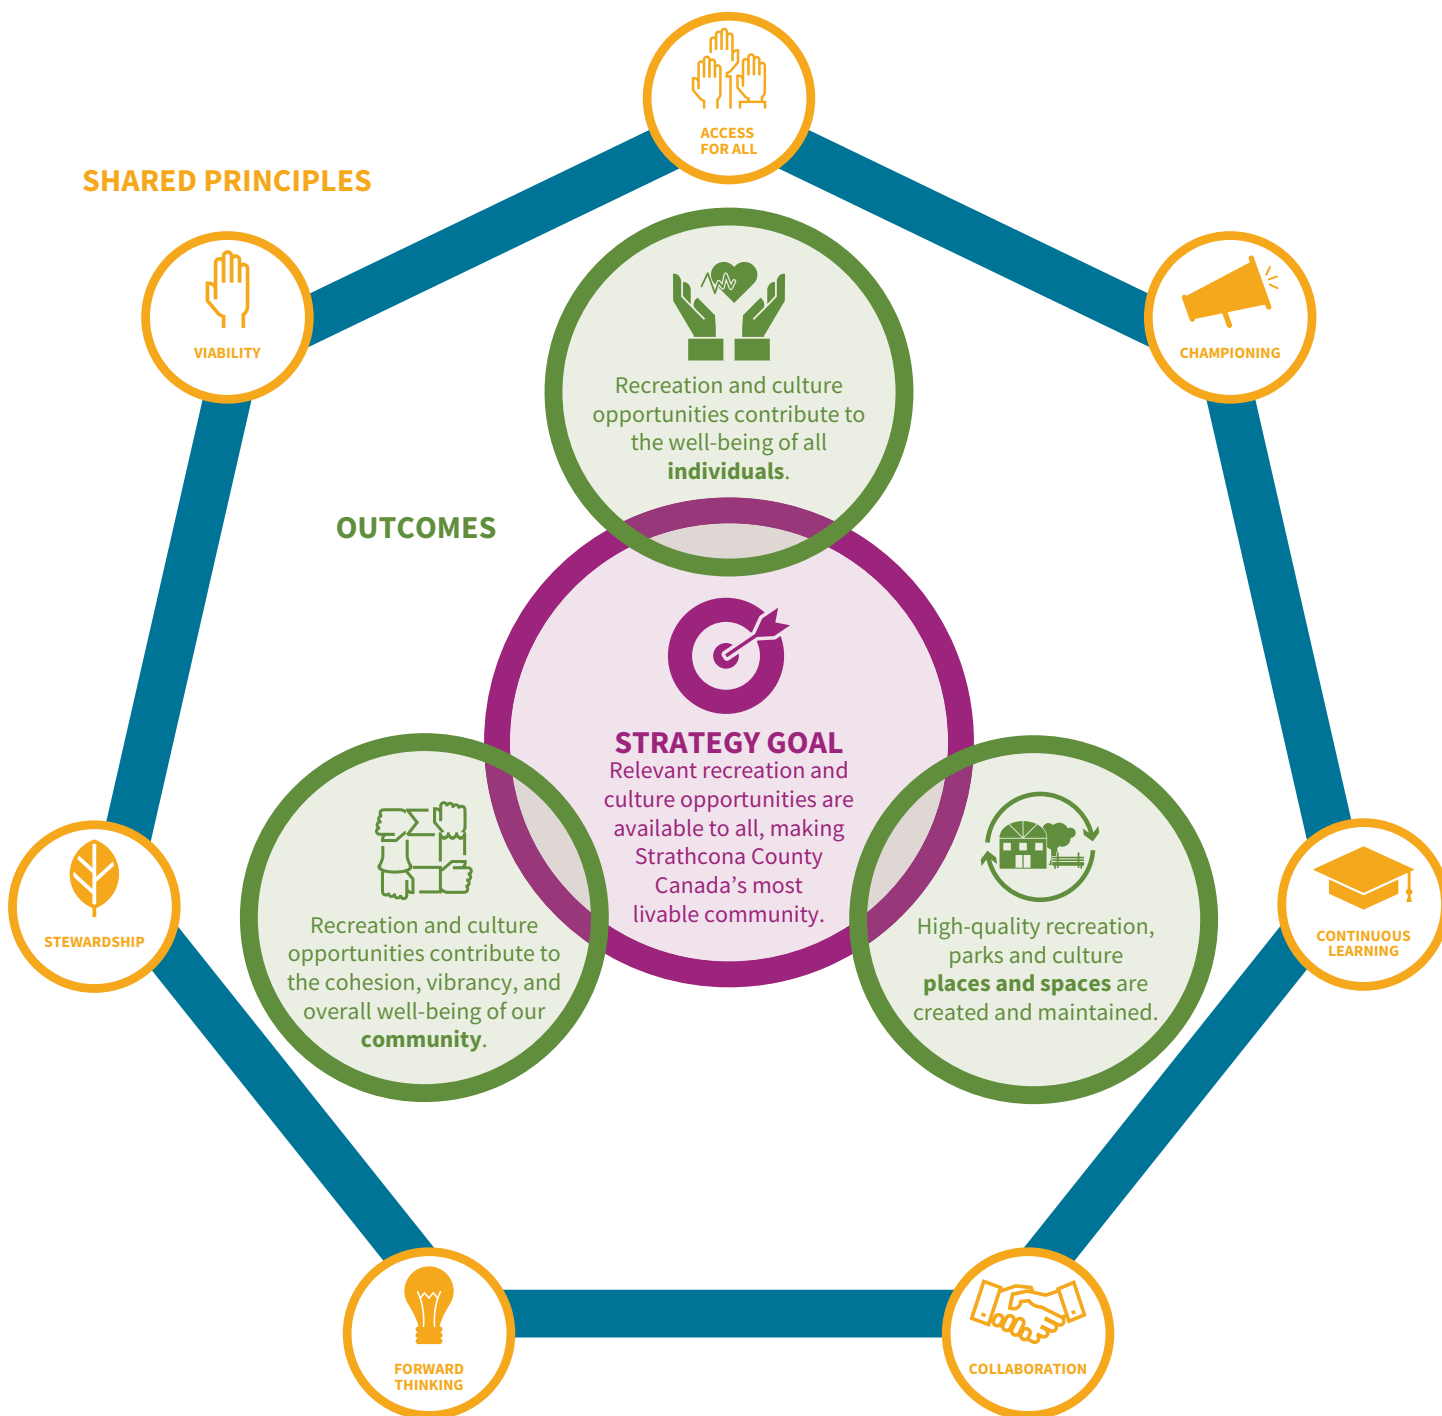 ACCESS
FOR ALL
SHARED PRINCIPLES
VIABILITY
CHAMPIONING
Recreation and culture
opportunities contribute to
the well-being of all
individuals.
OUTCOMES
STRATEGY GOAL
Relevant recreation and
culture opportunities are
available to all, making
Strathcona County
Canada’s most
livable community.
Recreation and culture
opportunities contribute to
the cohesion, vibrancy, and
overall well-being of our
community.
High-quality recreation,
parks and culture
places and spaces are
created and maintained.
STEWARDSHIP
CONTINUOUS
LEARNING
FORWARD
THINKING
COLLABORATION